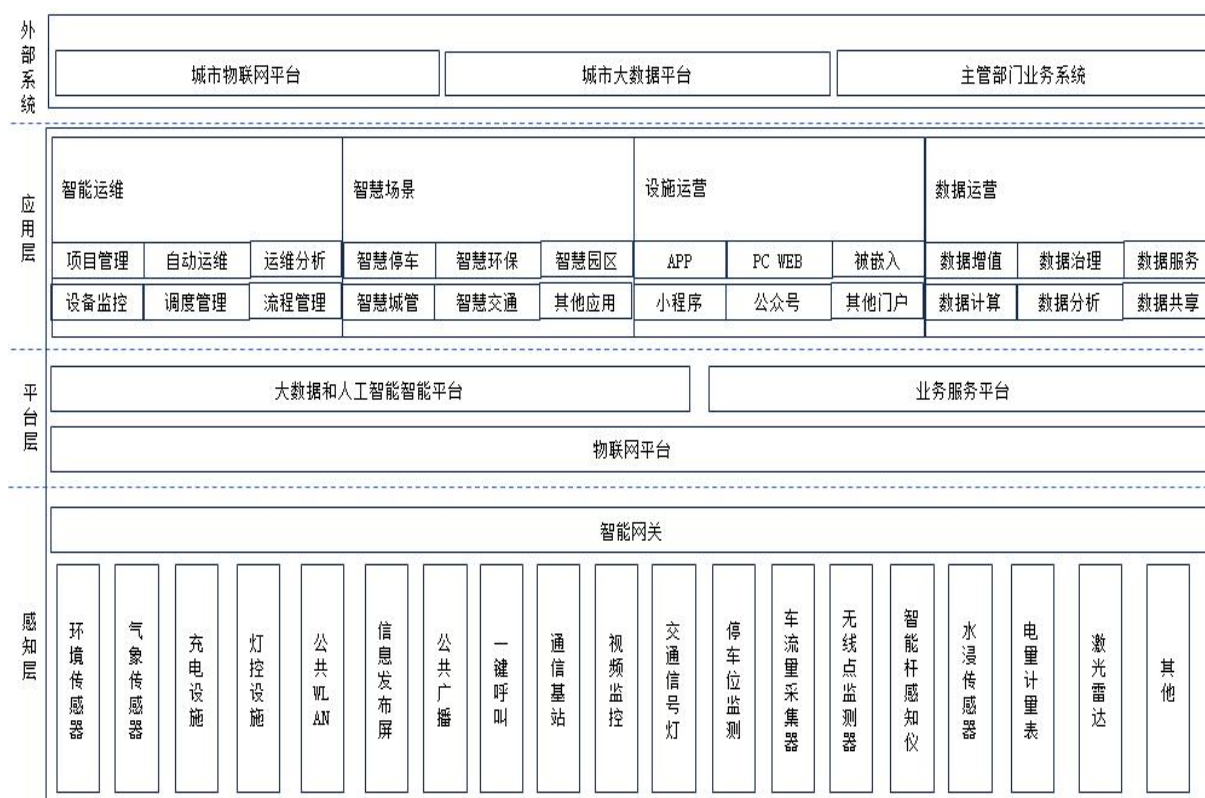 外部系统
城市物联网平台 城市大数据平台 主管部门业务系统
应用层
智能运维 智慧场景 设施运营 数据运营
项目管理 自动运维 运维分析 智慧停车 智慧环保 智慧园区 APP PC WEB 被嵌入 数据增值 数据治理 数据服务
设备监控 调度管理 流程管理 智慧城管 智慧交通 其他应用 小程序 公众号 其他门户 数据计算 数据分析 数据共享
平台层
大数据和人工智能智能平台 业务服务平台
物联网平台
感知层
智能网关
环境传感器
气象传感器
充电设施
灯控设施
公共WLAN
信息发布屏
公共广播
一键呼叫
通信基站
视频监控
交通信号灯
停车位监测
车流量采集器
无线点监测器
智能杆感知仪
水浸传感器
电量计量表
激光雷达
其他